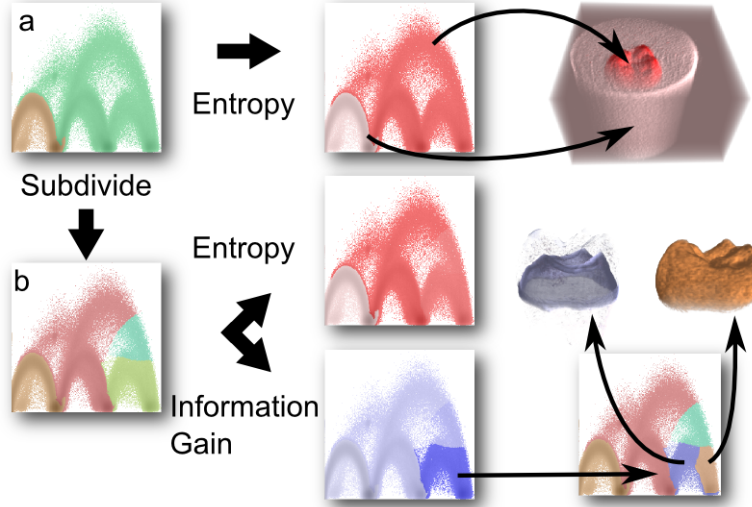 a
Entropy
Subdivide
Entropy
b
Information
Gain